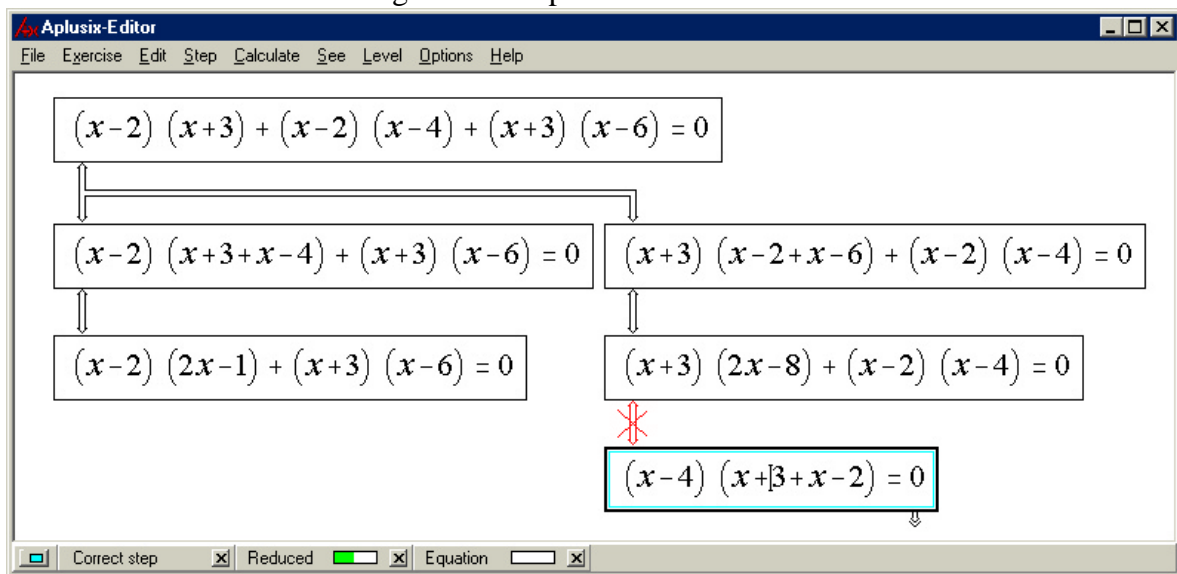 Aplusix-Editor
File Exercise Edit Step Calculate See Level Options Help
(x-2) (x+3) + (x-2) (x-4) + (x+3) (x-6) = 0
(x-2) (x+3+x-4) + (x+3) (x-6) = 0
(x+3) (x-2+x-6) + (x-2) (x-4) = 0
(x-2) (2x-1) + (x+3) (x-6) = 0
(x+3) (2x-8) + (x-2) (x-4) = 0
(x-4) (x+3+x-2) = 0
Correct step Reduced Equation